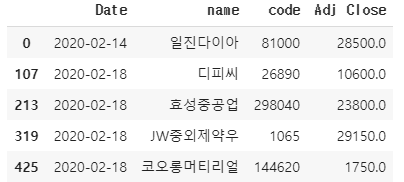 Date name code Adj Close
0 2020-02-14 일진다이아 81000 28500.0
107 2020-02-18 디피씨 26890 10600.0
213 2020-02-18 효성중공업 298040 23800.0
319 2020-02-18 JW중외제약우 1065 29150.0
425 2020-02-18 코오롱머티리얼 144620 1750.0